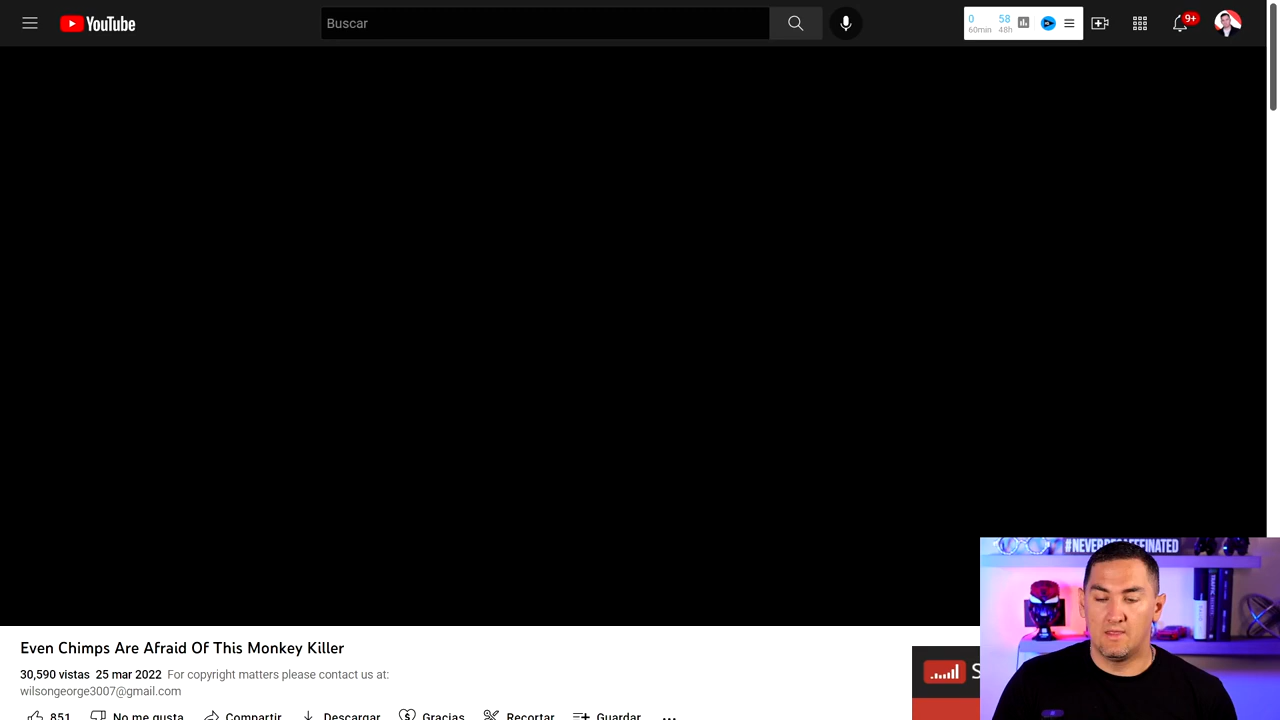 YouTube
Buscar
0 58
60min 48h
9+
#NEVERDECAFFEINATED
Even Chimps Are Afraid Of This Monkey Killer
30,590 vistas 25 mar 2022 For copyright matters please contact us at:
wilsongeorge3007@gmail.com
851 No me gusta Compartir Descargar Gracias Recortar Guardar
S